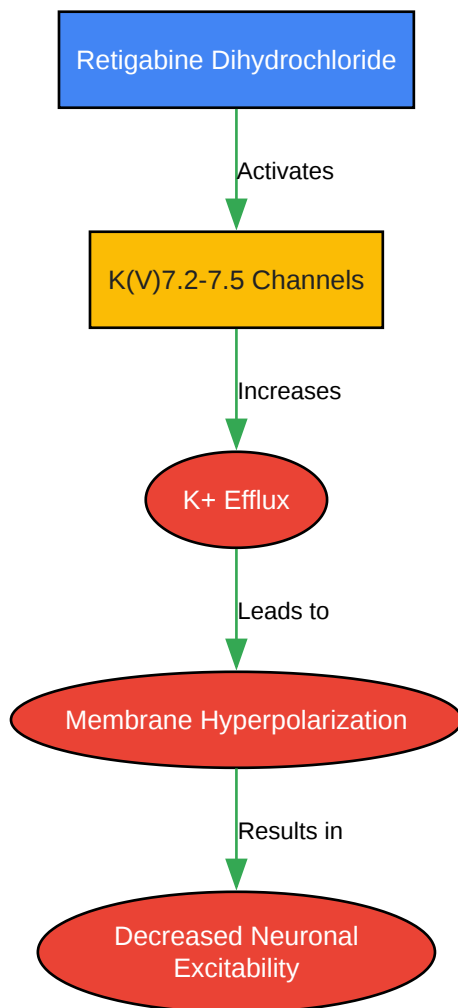 Retigabine Dihydrochloride
Activates
K(V)7.2-7.5 Channels
Increases
K+ Efflux
Leads to
Membrane Hyperpolarization
Results in
Decreased Neuronal
Excitability